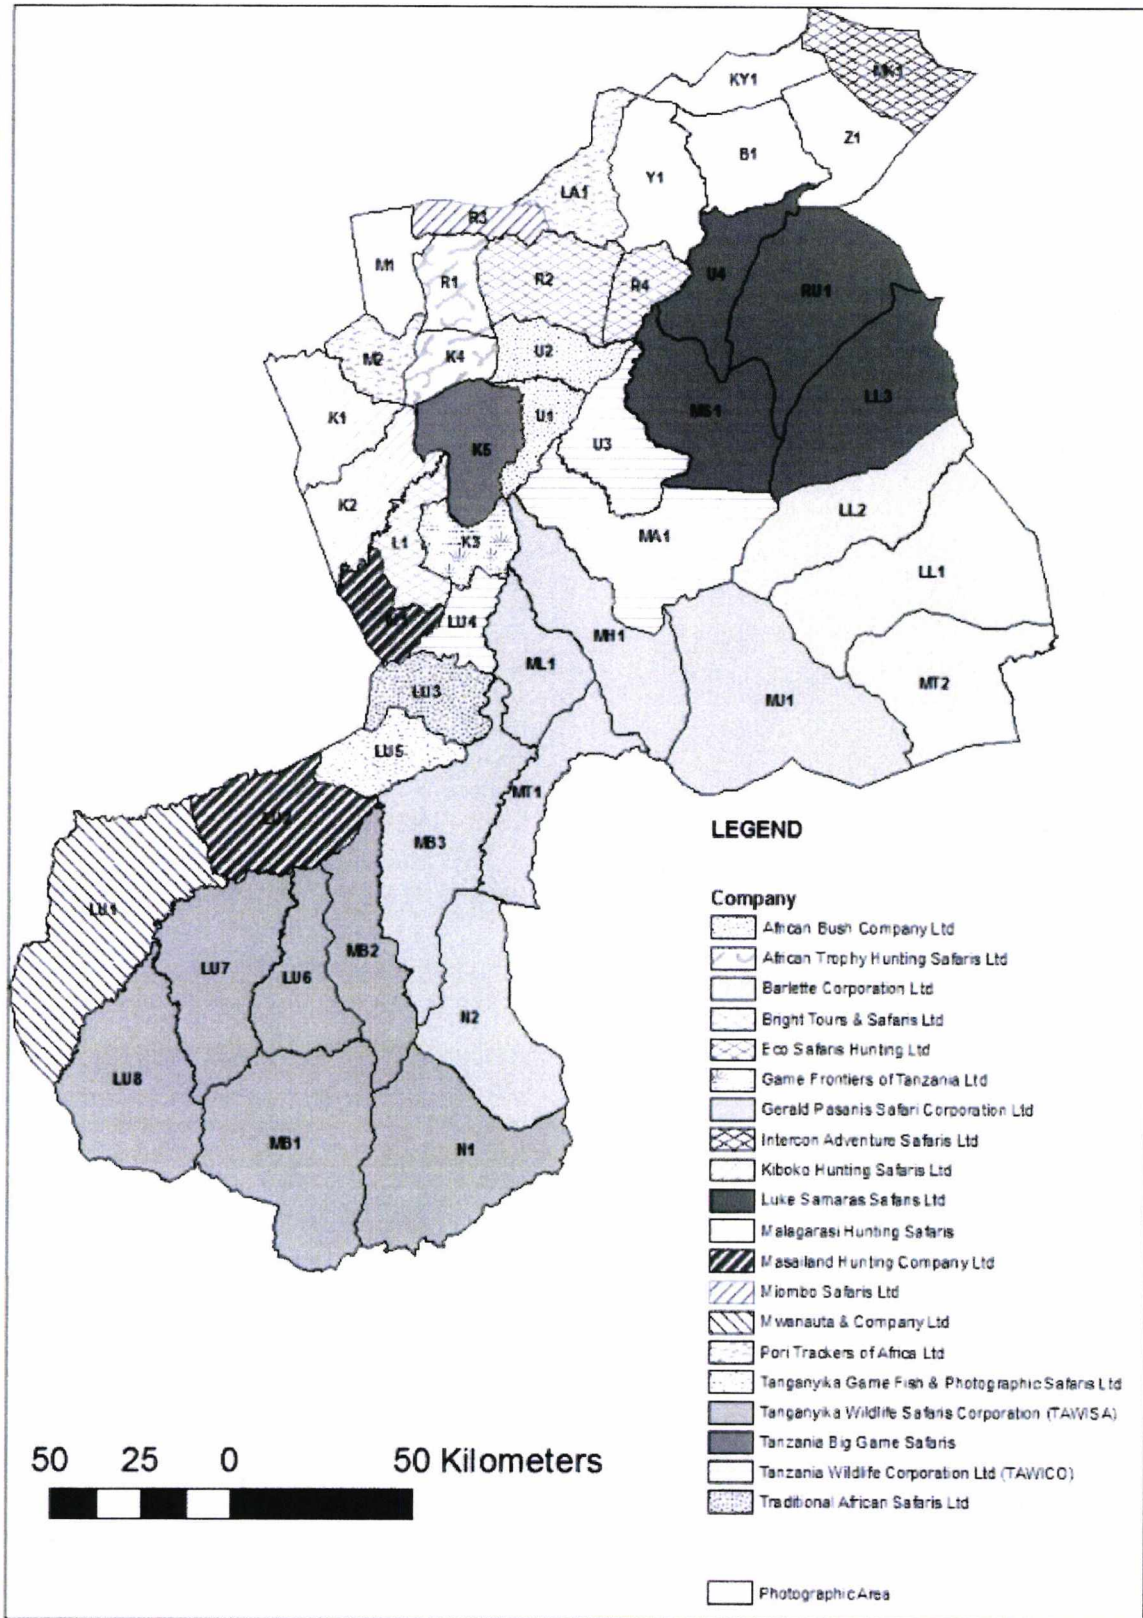 MK1
KY1
Z1
B1
Y1
LA1
R3
M1
R1
R2
R4
U4
RU1
M2
K4
U2
MS1
LL3
K1
K5
U1
U3
K2
L1
K3
MA1
LL2
LL1
LU4
MH1
ML1
MT2
LU3
MJ1
LU5
MT1
LU2
MB3
LU1
LU7
LU6
MB2
N2
LU8
MB1
N1
LEGEND
Company
African Bush Company Ltd
African Trophy Hunting Safaris Ltd
Barlette Corporation Ltd
Bright Tours & Safaris Ltd
Eco Safaris Hunting Ltd
Game Frontiers of Tanzania Ltd
Gerald Pasanis Safari Corporation Ltd
Intercon Adventure Safaris Ltd
Kiboko Hunting Safaris Ltd
Luke Samaras Safaris Ltd
Malagarasi Hunting Safaris
Masailand Hunting Company Ltd
Miombo Safaris Ltd
Mwanauta & Company Ltd
Pori Trackers of Africa Ltd
Tanganyika Game Fish & Photographic Safaris Ltd
Tanganyika Wildlife Safaris Corporation (TAWISA)
Tanzania Big Game Safaris
Tanzania Wildlife Corporation Ltd (TAWICO)
Traditional African Safaris Ltd
Photographic Area
50 25 0 50 Kilometers